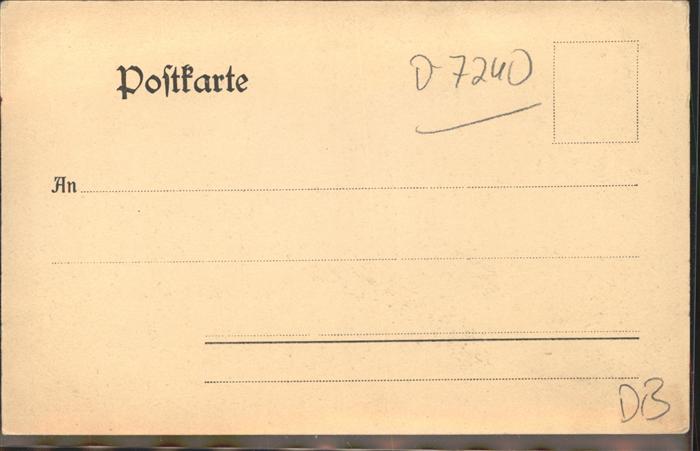 Poſtkarte
D 7240
An
DB